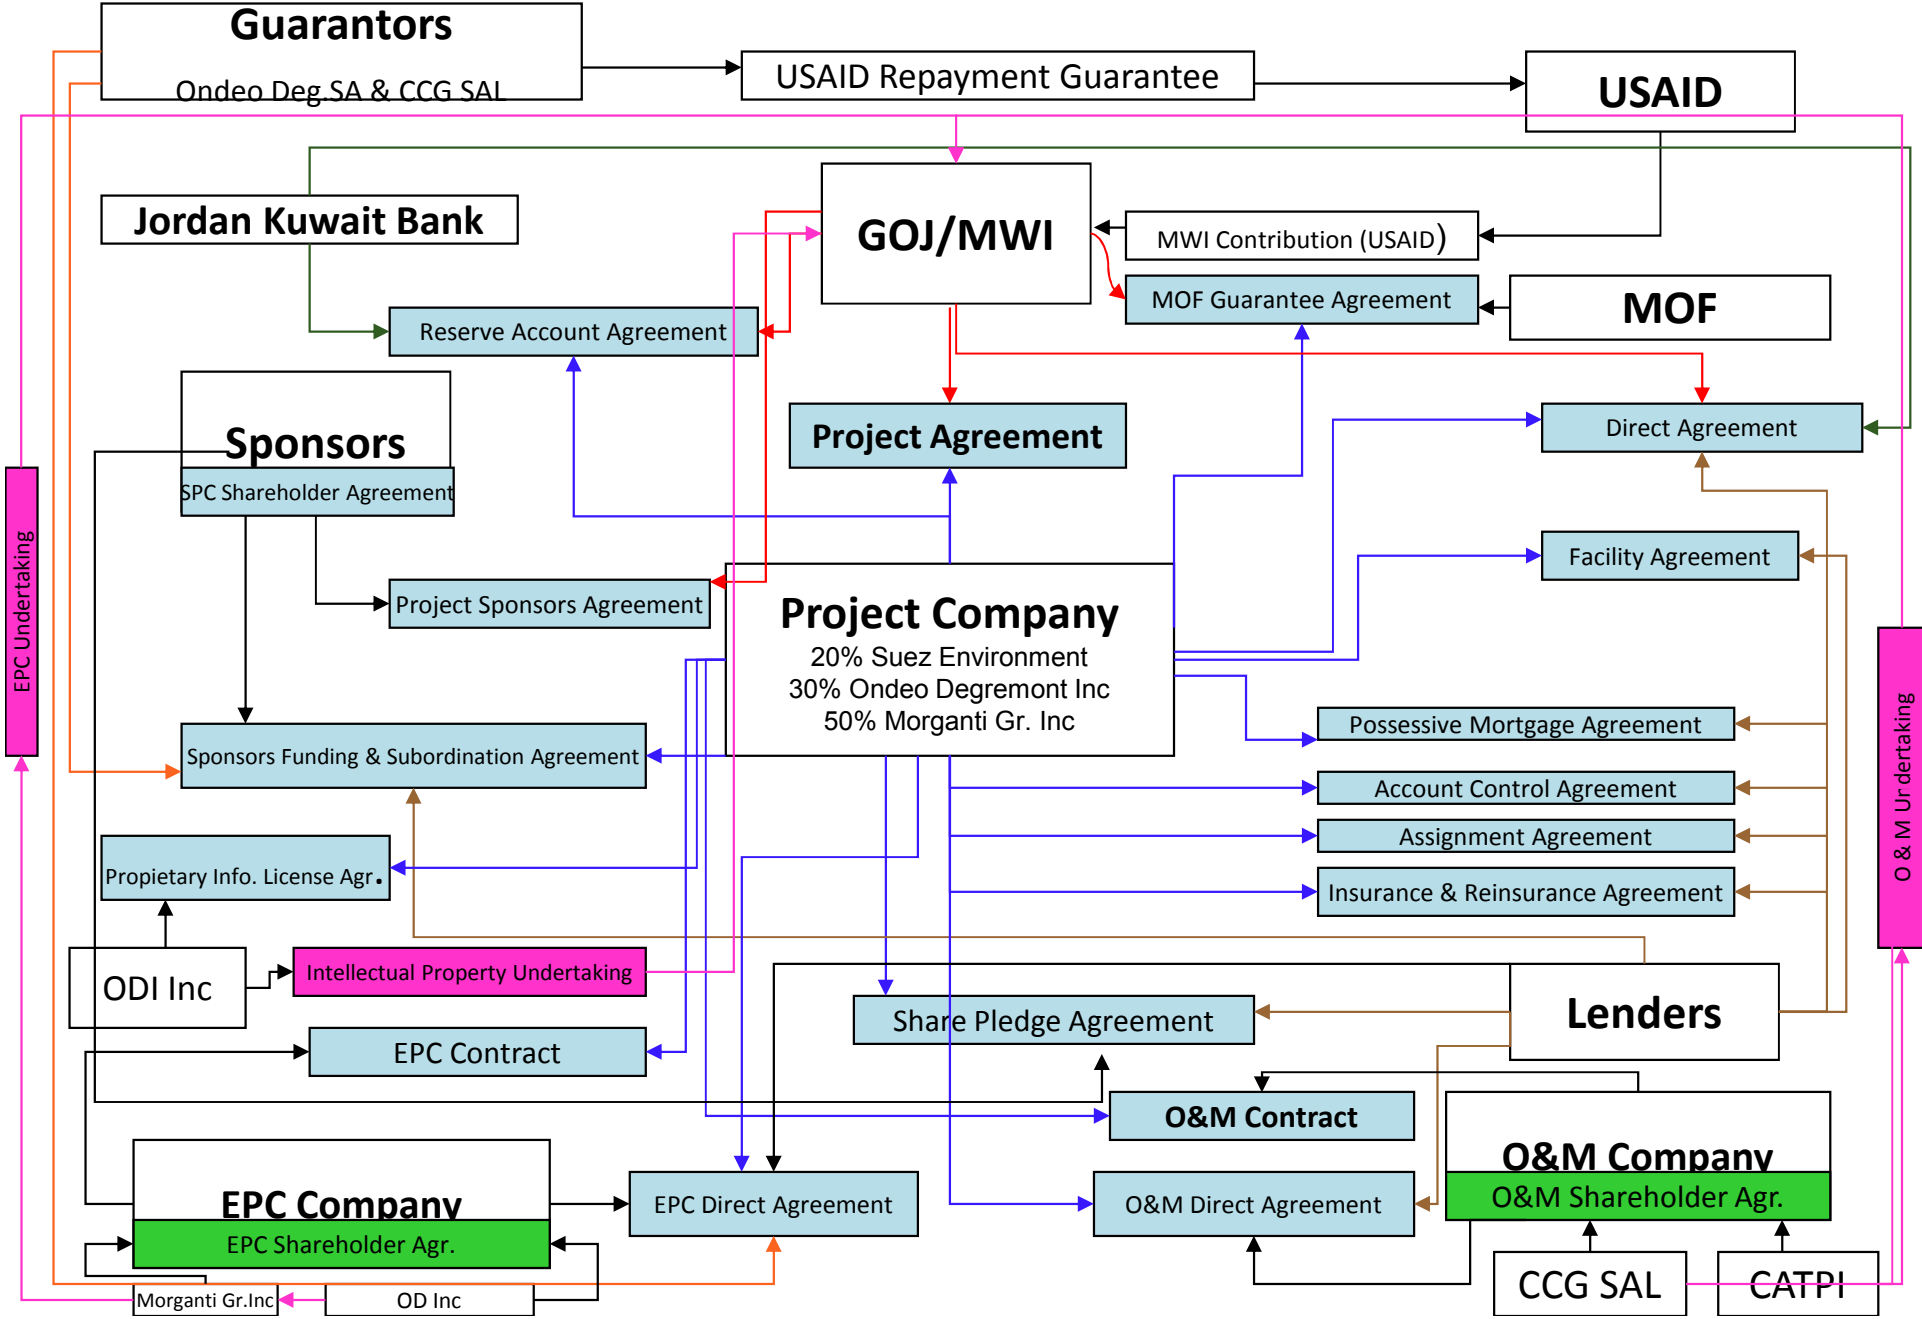 Guarantors
Ondeo Deg.SA & CCG SAL
USAID Repayment Guarantee
USAID
Jordan Kuwait Bank
GOJ/MWI
MWI Contribution (USAID)
MOF Guarantee Agreement
MOF
Reserve Account Agreement
Project Agreement
Direct Agreement
Sponsors
SPC Shareholder Agreement
EPC Undertaking
Facility Agreement
Project Sponsors Agreement
Project Company
20% Suez Environment
30% Ondeo Degremont Inc
50% Morganti Gr. Inc
Possessive Mortgage Agreement
Sponsors Funding & Subordination Agreement
Account Control Agreement
O & M Undertaking
Assignment Agreement
Propietary Info. License Agr.
Insurance & Reinsurance Agreement
ODI Inc
Intellectual Property Undertaking
Share Pledge Agreement
Lenders
EPC Contract
O&M Contract
EPC Company
EPC Shareholder Agr.
EPC Direct Agreement
O&M Direct Agreement
O&M Company
O&M Shareholder Agr.
Morganti Gr.Inc
OD Inc
CCG SAL
CATPI